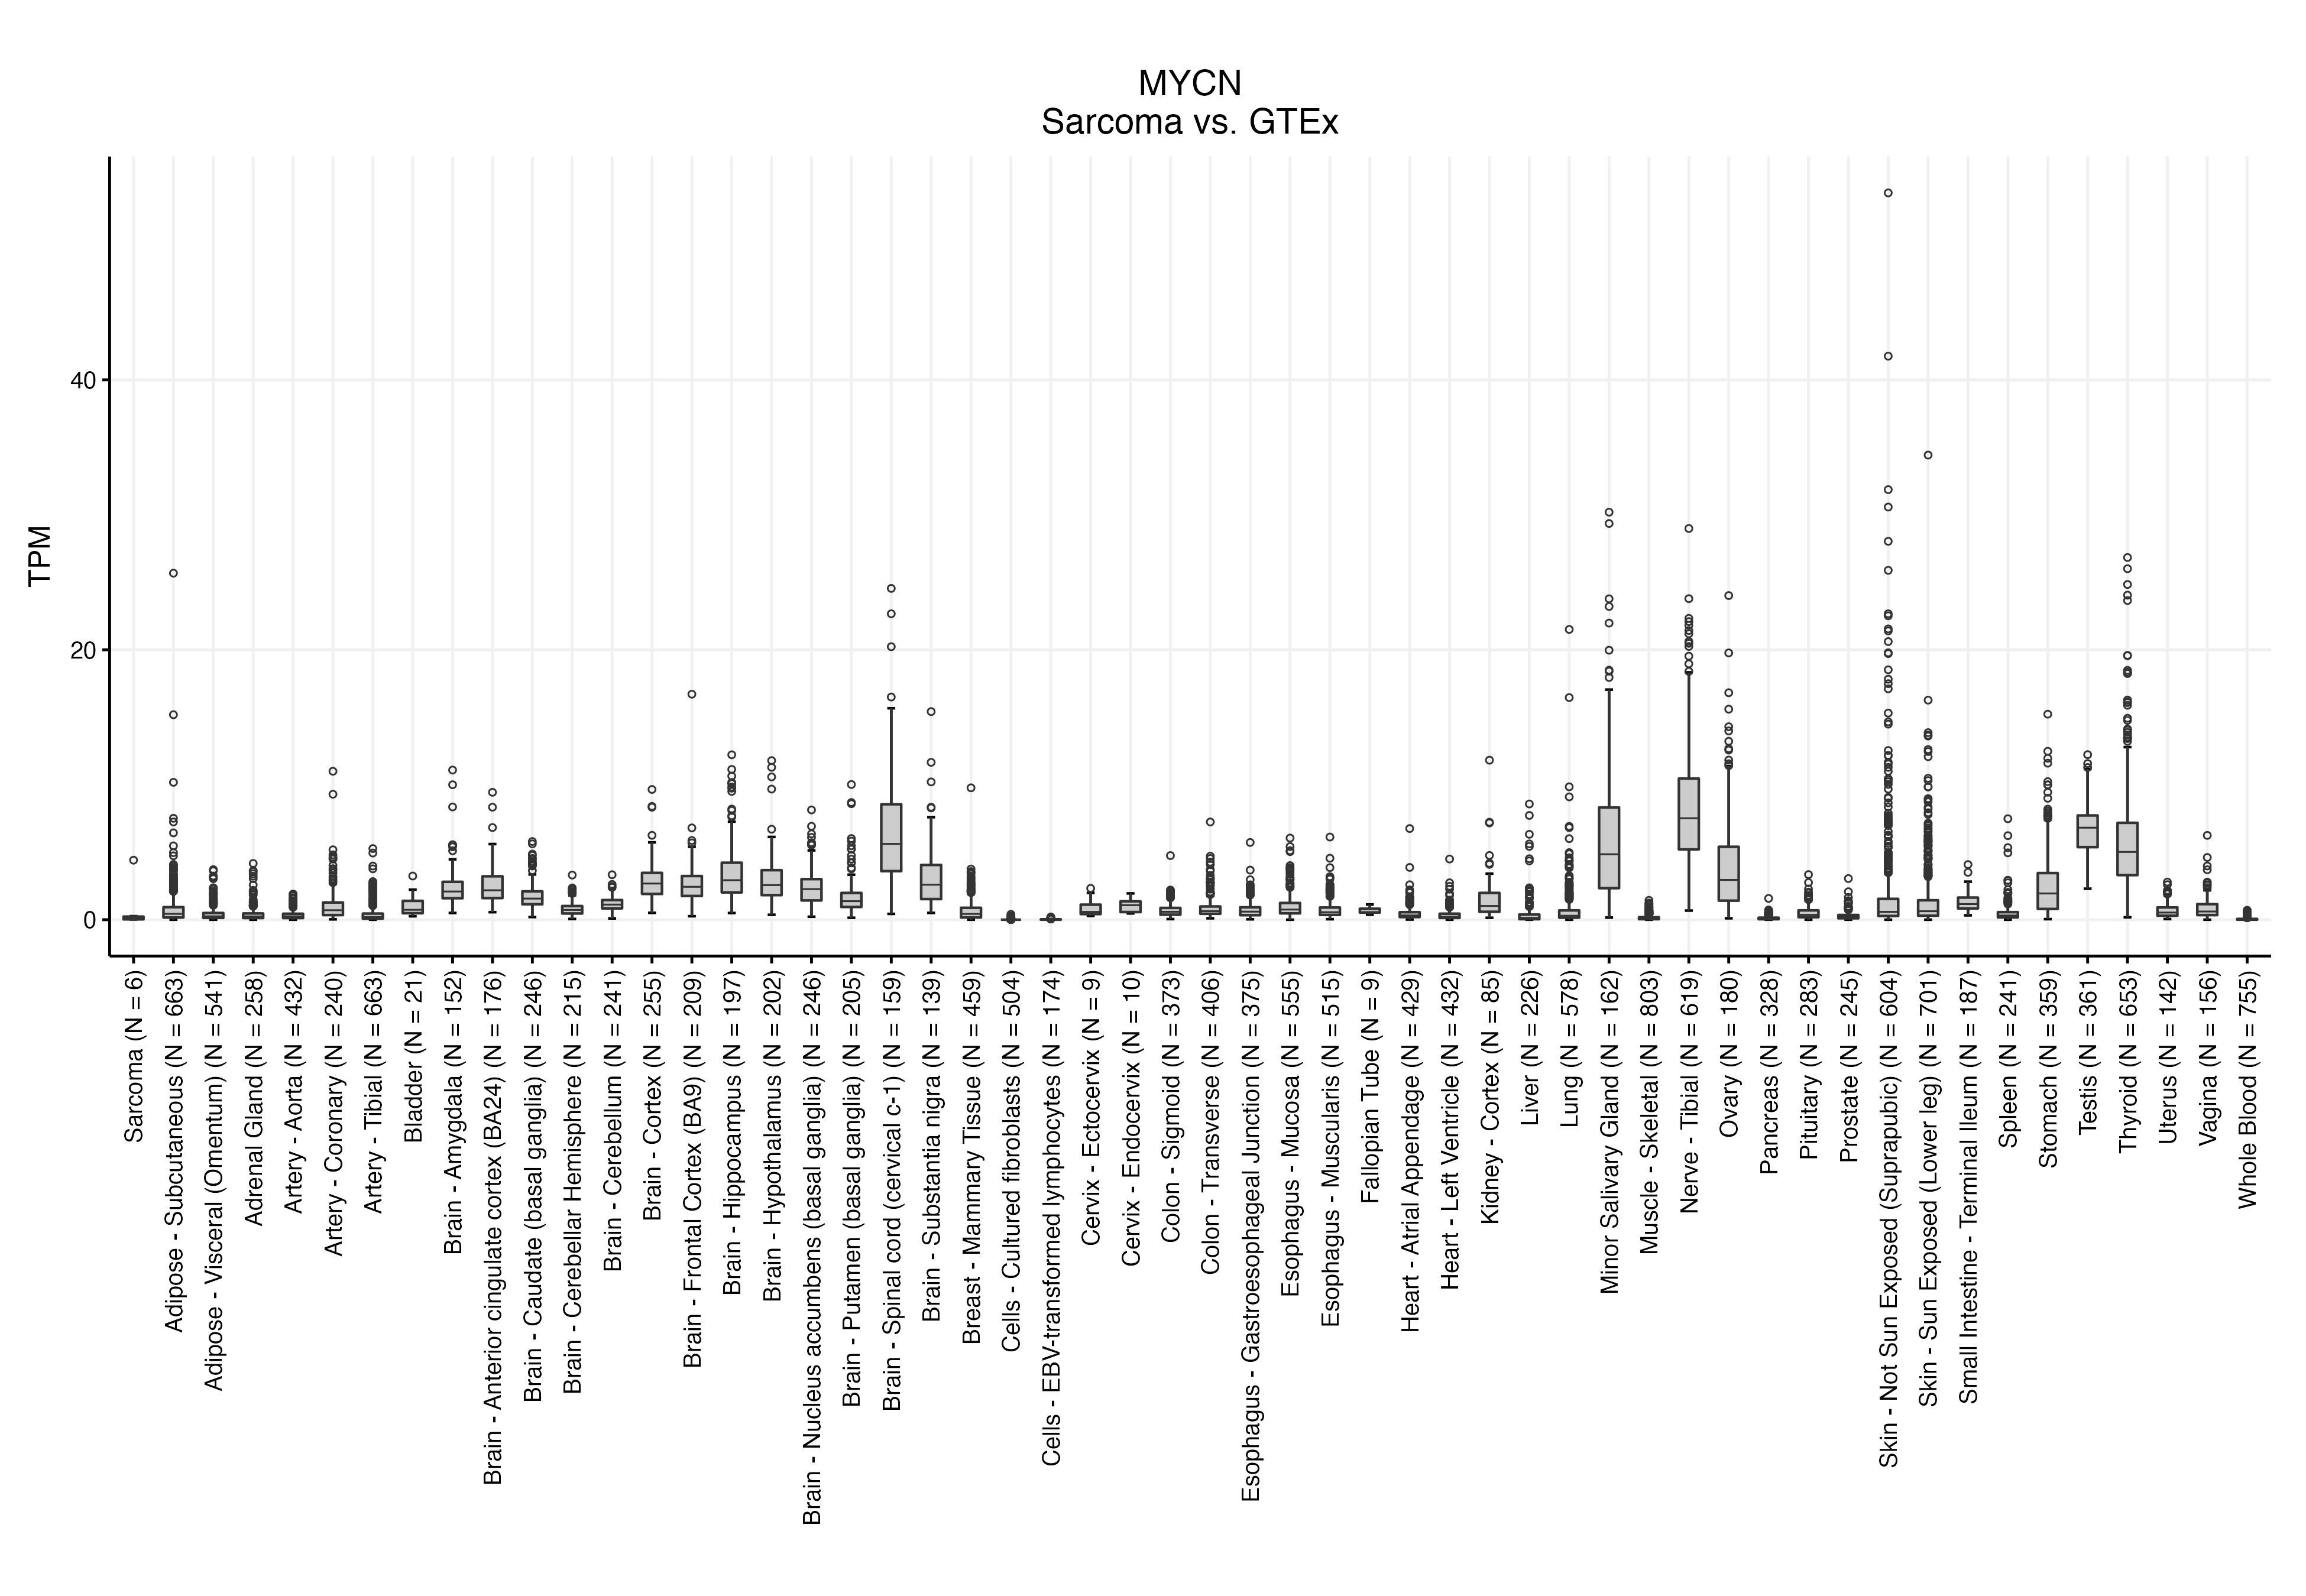 MYCN
Sarcoma vs. GTEx
TPM
40
20
0
Sarcoma (N = 6)
Adipose - Subcutaneous (N = 663)
Adipose - Visceral (Omentum) (N = 541)
Adrenal Gland (N = 258)
Artery - Aorta (N = 432)
Artery - Coronary (N = 240)
Artery - Tibial (N = 663)
Bladder (N = 21)
Brain - Amygdala (N = 152)
Brain - Anterior cingulate cortex (BA24) (N = 176)
Brain - Caudate (basal ganglia) (N = 246)
Brain - Cerebellar Hemisphere (N = 215)
Brain - Cerebellum (N = 241)
Brain - Cortex (N = 255)
Brain - Frontal Cortex (BA9) (N = 209)
Brain - Hippocampus (N = 197)
Brain - Hypothalamus (N = 202)
Brain - Nucleus accumbens (basal ganglia) (N = 246)
Brain - Putamen (basal ganglia) (N = 205)
Brain - Spinal cord (cervical c-1) (N = 159)
Brain - Substantia nigra (N = 139)
Breast - Mammary Tissue (N = 459)
Cells - Cultured fibroblasts (N = 504)
Cells - EBV-transformed lymphocytes (N = 174)
Cervix - Ectocervix (N = 9)
Cervix - Endocervix (N = 10)
Colon - Sigmoid (N = 373)
Colon - Transverse (N = 406)
Esophagus - Gastroesophageal Junction (N = 375)
Esophagus - Mucosa (N = 555)
Esophagus - Muscularis (N = 515)
Fallopian Tube (N = 9)
Heart - Atrial Appendage (N = 429)
Heart - Left Ventricle (N = 432)
Kidney - Cortex (N = 85)
Liver (N = 226)
Lung (N = 578)
Minor Salivary Gland (N = 162)
Muscle - Skeletal (N = 803)
Nerve - Tibial (N = 619)
Ovary (N = 180)
Pancreas (N = 328)
Pituitary (N = 283)
Prostate (N = 245)
Skin - Not Sun Exposed (Suprapubic) (N = 604)
Skin - Sun Exposed (Lower leg) (N = 701)
Small Intestine - Terminal Ileum (N = 187)
Spleen (N = 241)
Stomach (N = 359)
Testis (N = 361)
Thyroid (N = 653)
Uterus (N = 142)
Vagina (N = 156)
Whole Blood (N = 755)